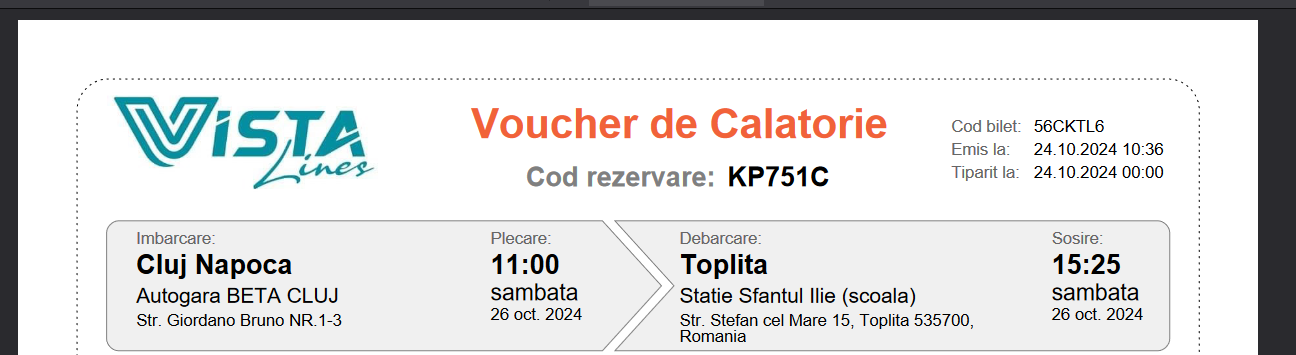 VISTA
Lines
Voucher de Calatorie
Cod rezervare: KP751C
Cod bilet: 56CKTL6
Emis la: 24.10.2024 10:36
Tiparit la: 24.10.2024 00:00
Imbarcare:
Cluj Napoca
Autogara BETA CLUJ
Str. Giordano Bruno NR.1-3
Plecare:
11:00
sambata
26 oct. 2024
Debarcare:
Toplita
Statie Sfantul Ilie (scoala)
Str. Stefan cel Mare 15, Toplita 535700,
Romania
Sosire:
15:25
sambata
26 oct. 2024